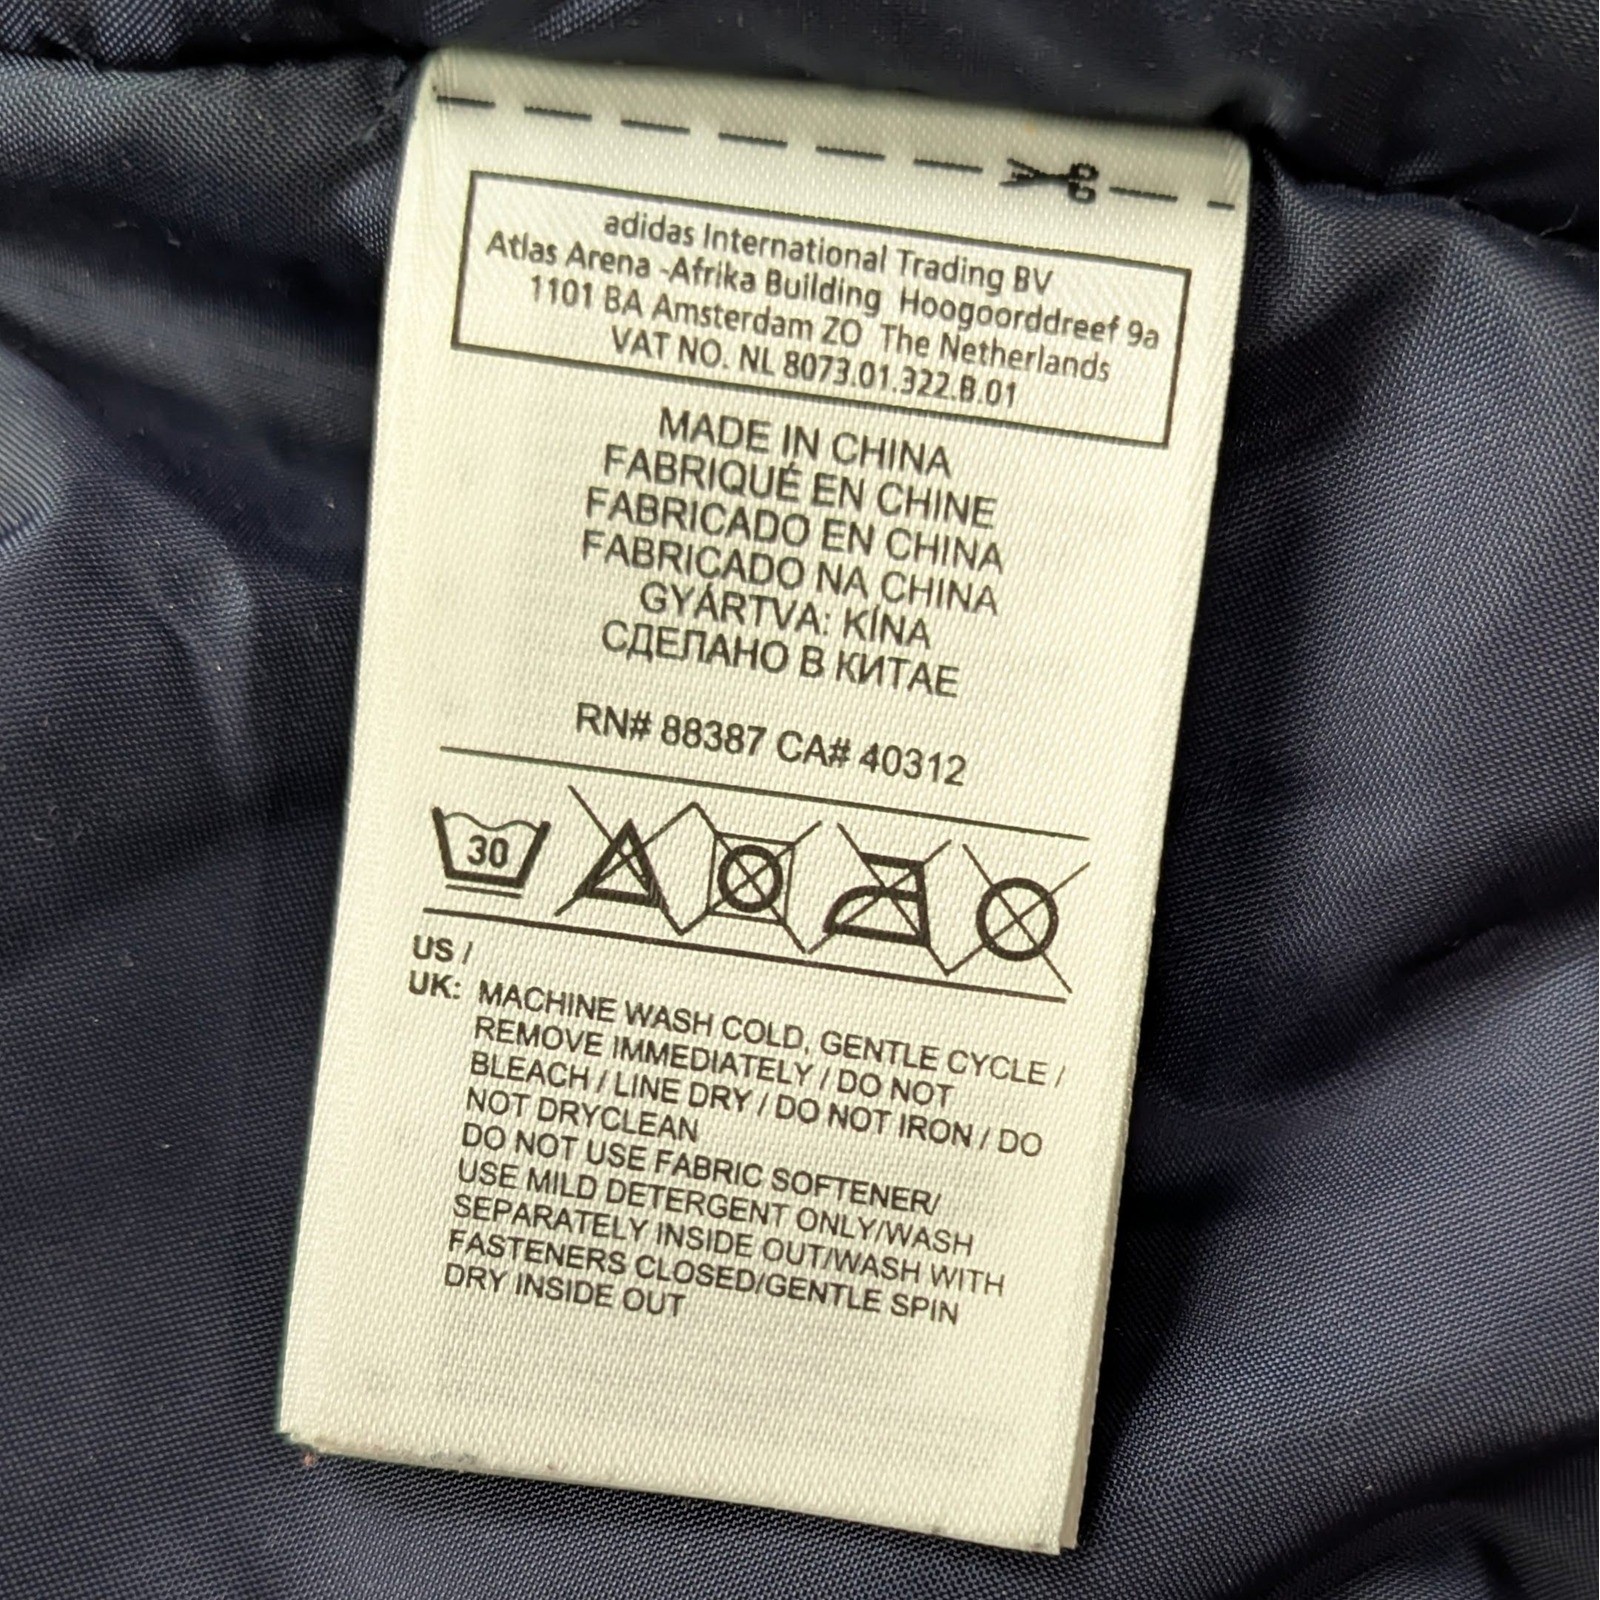 adidas International Trading BV
Atlas Arena -Afrika Building Hoogoorddreef 9a
1101 BA Amsterdam ZO The Netherlands
VAT NO. NL 8073.01.322.B.01
MADE IN CHINA
FABRIQUÉ EN CHINE
FABRICADO EN CHINA
FABRICADO NA CHINA
GYÁRTVA: KÍNA
СДЕЛАНО В КИТАЕ
RN# 88387 CA# 40312
30
US /
UK: MACHINE WASH COLD, GENTLE CYCLE /
REMOVE IMMEDIATELY / DO NOT
BLEACH / LINE DRY / DO NOT IRON / DO
NOT DRYCLEAN
DO NOT USE FABRIC SOFTENER/
USE MILD DETERGENT ONLY/WASH
SEPARATELY INSIDE OUT/WASH WITH
FASTENERS CLOSED/GENTLE SPIN
DRY INSIDE OUT